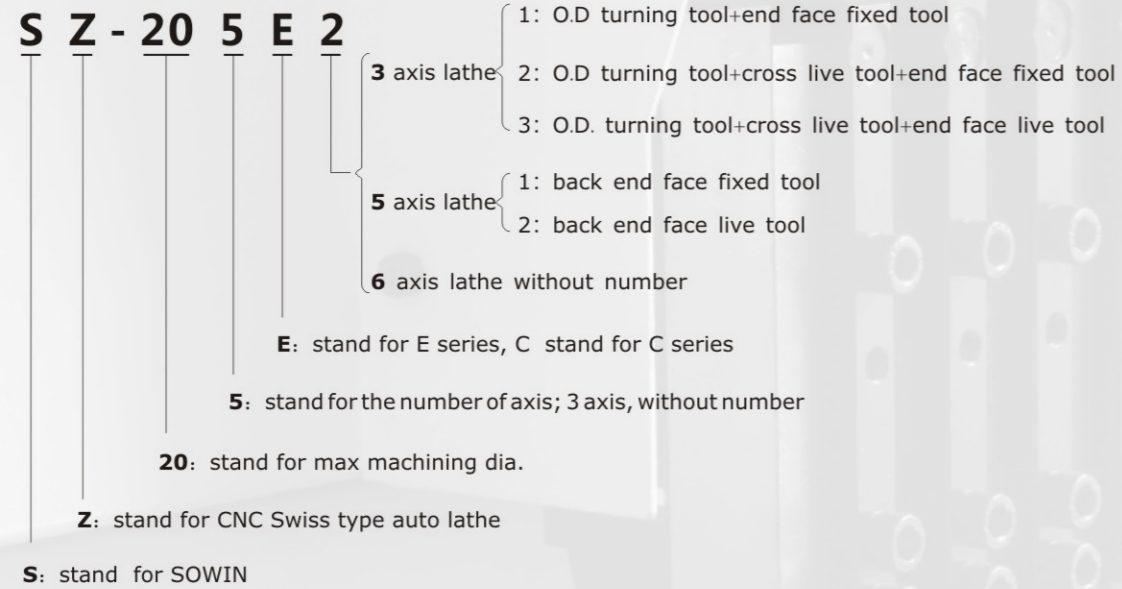 S Z - 20 5 E 2
1: O.D turning tool+end face fixed tool
3 axis lathe
2: O.D turning tool+cross live tool+end face fixed tool
3: O.D. turning tool+cross live tool+end face live tool
1: back end face fixed tool
5 axis lathe
2: back end face live tool
6 axis lathe without number
E: stand for E series, C stand for C series
5: stand for the number of axis; 3 axis, without number
20: stand for max machining dia.
Z: stand for CNC Swiss type auto lathe
S: stand for SOWIN